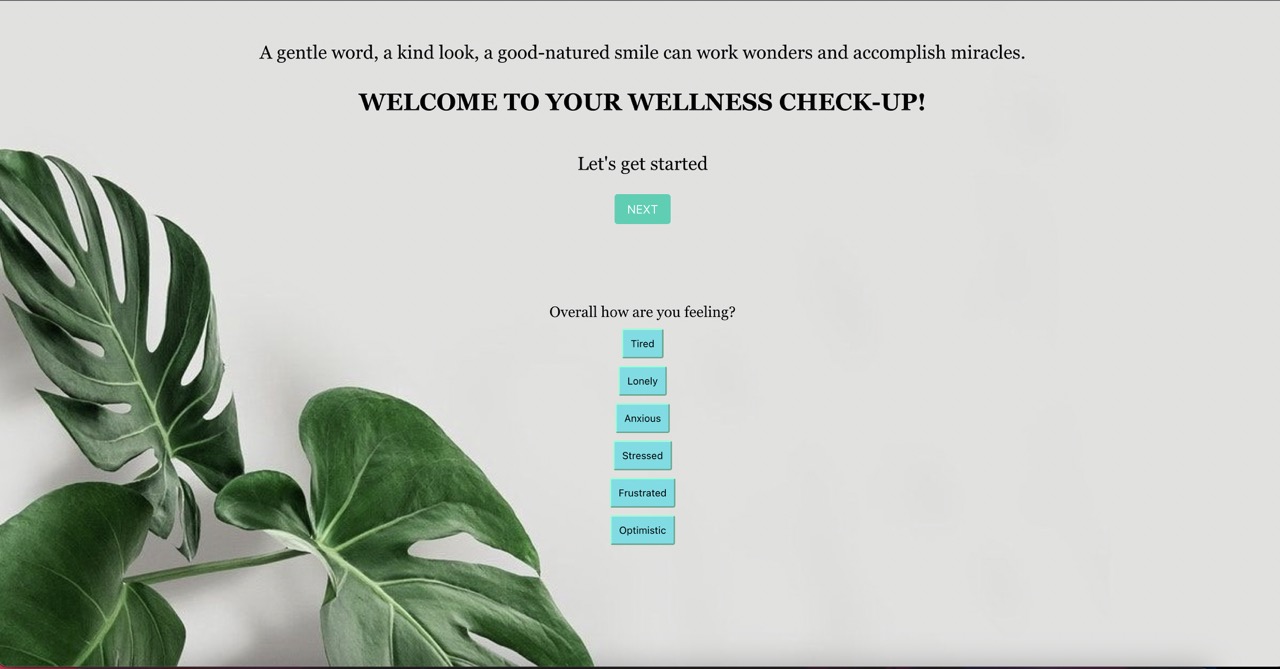 A gentle word, a kind look, a good-natured smile can work wonders and accomplish miracles.
WELCOME TO YOUR WELLNESS CHECK-UP!
Let's get started
NEXT
Overall how are you feeling?
Tired
Lonely
Anxious
Stressed
Frustrated
Optimistic